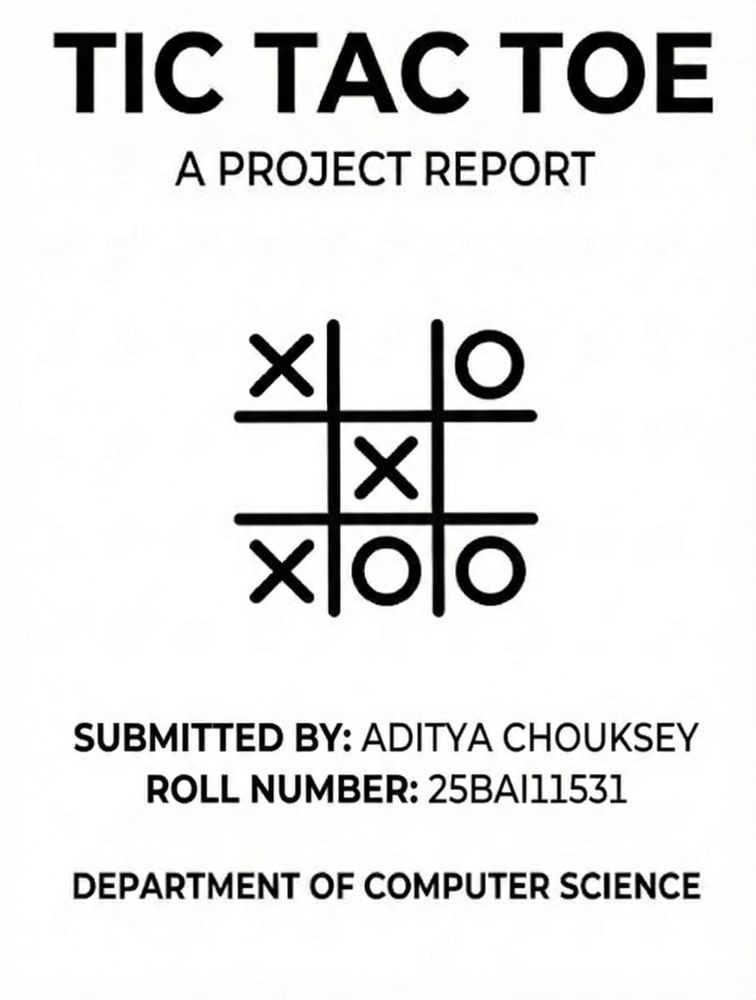 TIC TAC TOE
A PROJECT REPORT
X O
X
X O O
SUBMITTED BY: ADITYA CHOUKSEY
ROLL NUMBER: 25BAI11531
DEPARTMENT OF COMPUTER SCIENCE